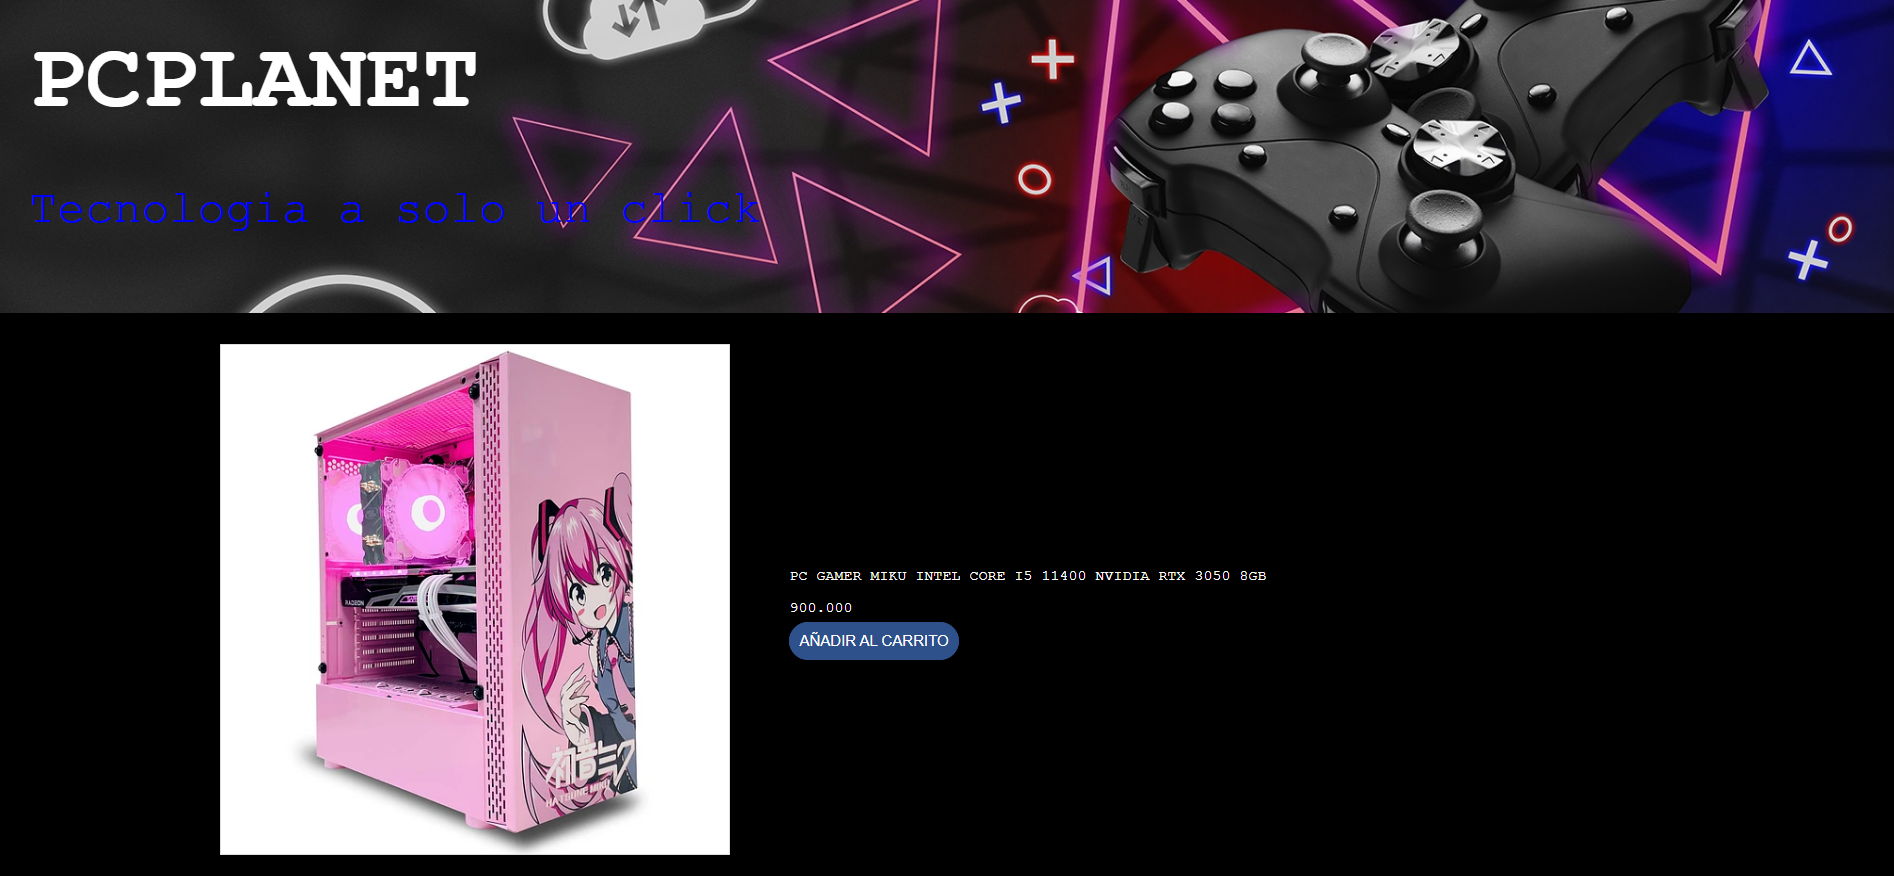 PCPLANET
Tecnologia a solo un click
RADEON
初音ミク
HATSUNE MIKU
PC GAMER MIKU INTEL CORE I5 11400 NVIDIA RTX 3050 8GB
900.000
AÑADIR AL CARRITO